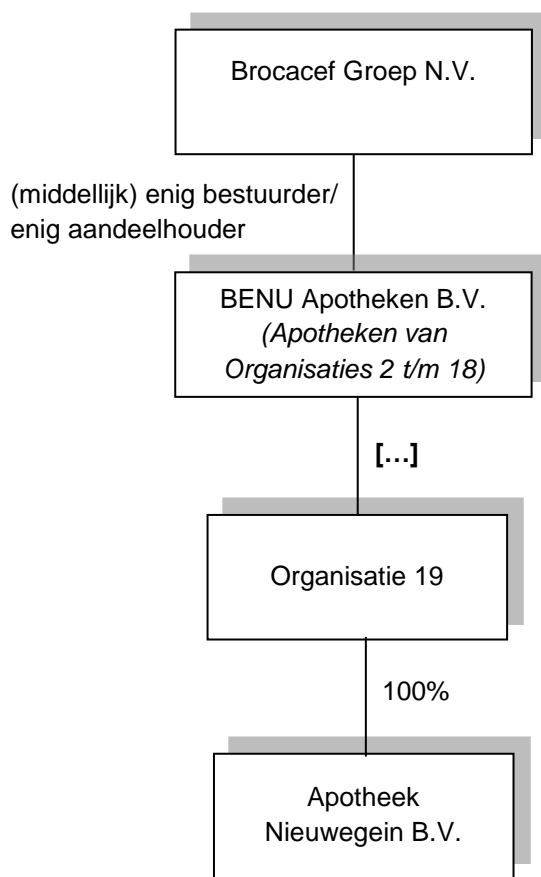 Brocacef Groep N.V.
(middellijk) enig bestuurder/
enig aandeelhouder
BENU Apotheken B.V.
(Apotheken van
Organisaties 2 t/m 18)
[…]
Organisatie 19
100%
Apotheek
Nieuwegein B.V.